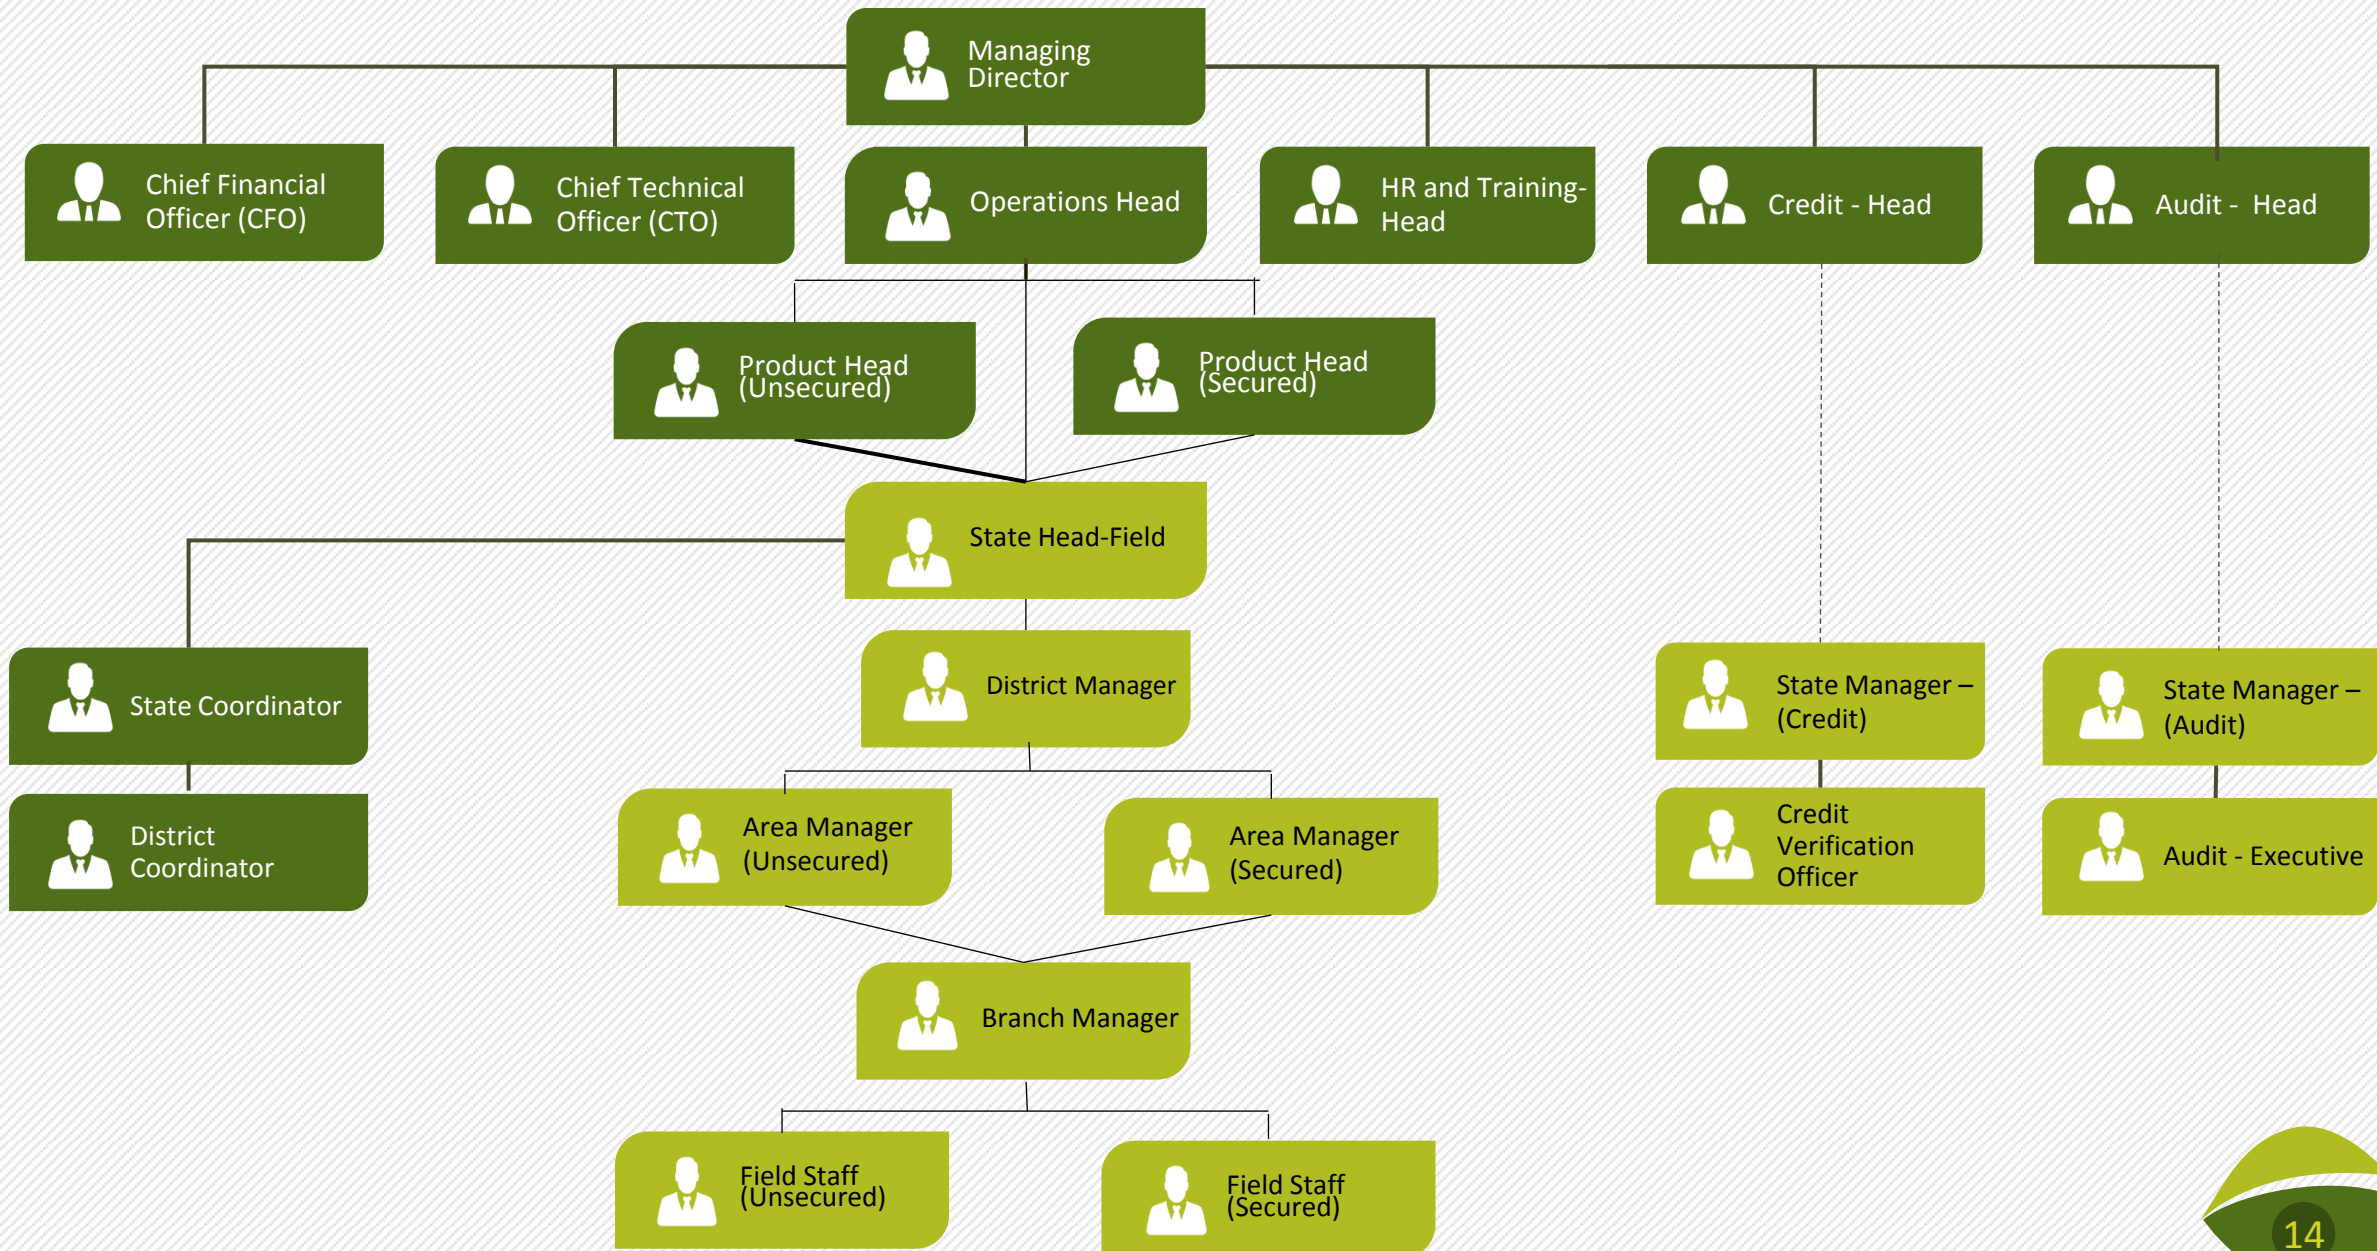 Managing
Director
Chief Financial
Officer (CFO)
Chief Technical
Officer (CTO)
Operations Head
HR and Training-
Head
Credit - Head
Audit -  Head
Product Head
(Unsecured)
Product Head
(Secured)
State Head-Field
State Coordinator
District Manager
State Manager –
(Credit)
State Manager –
(Audit)
District
Coordinator
Area Manager
(Unsecured)
Area Manager
(Secured)
Credit
Verification
Officer
Audit - Executive
Branch Manager
Field Staff
(Unsecured)
Field Staff
(Secured)
14